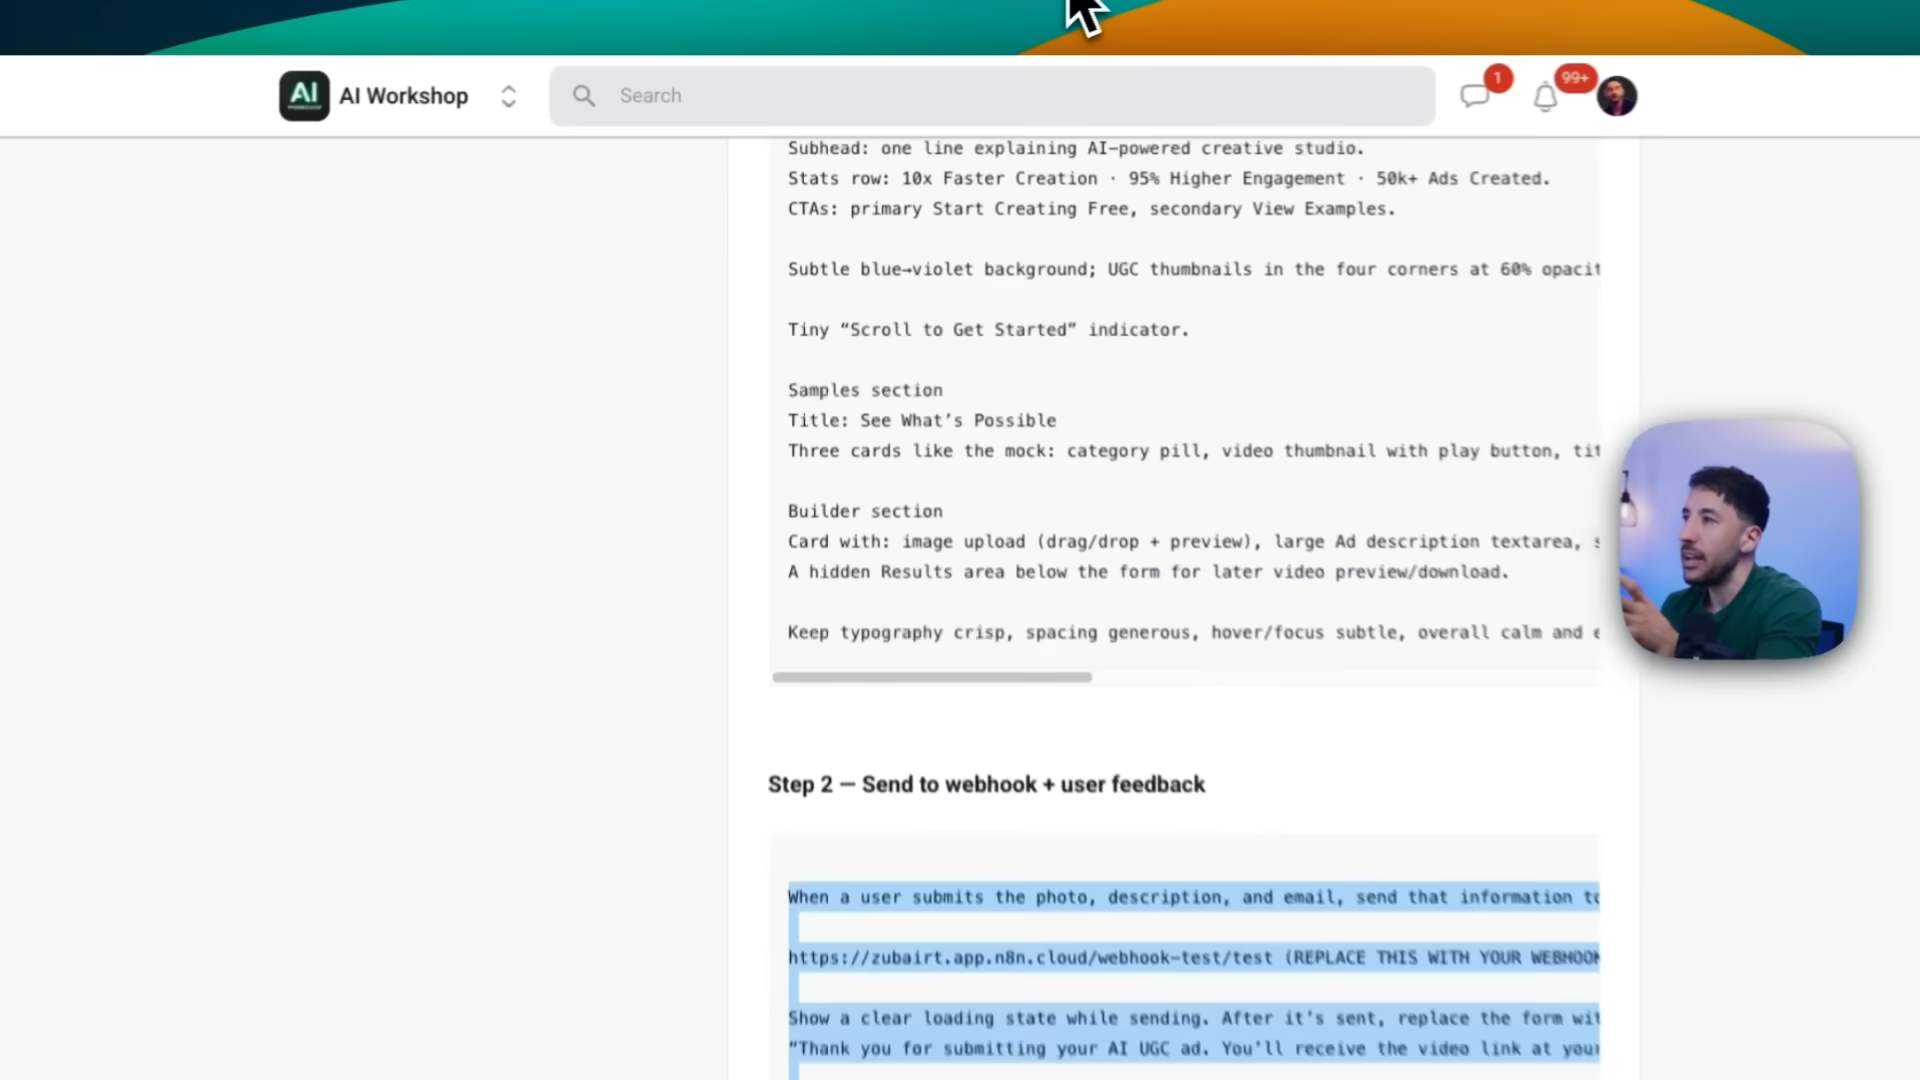 AI
AI Workshop
Search
1
99+
Subhead: one line explaining AI-powered creative studio.
Stats row: 10x Faster Creation · 95% Higher Engagement · 50k+ Ads Created.
CTAs: primary Start Creating Free, secondary View Examples.
Subtle blue→violet background; UGC thumbnails in the four corners at 60% opacit
Tiny “Scroll to Get Started” indicator.
Samples section
Title: See What’s Possible
Three cards like the mock: category pill, video thumbnail with play button, tit
Builder section
Card with: image upload (drag/drop + preview), large Ad description textarea, s
A hidden Results area below the form for later video preview/download.
Keep typography crisp, spacing generous, hover/focus subtle, overall calm and e
Step 2 — Send to webhook + user feedback
When a user submits the photo, description, and email, send that information to
https://zubairt.app.n8n.cloud/webhook-test/test (REPLACE THIS WITH YOUR WEBHOOK
Show a clear loading state while sending. After it's sent, replace the form wit
“Thank you for submitting your AI UGC ad. You'll receive the video link at your